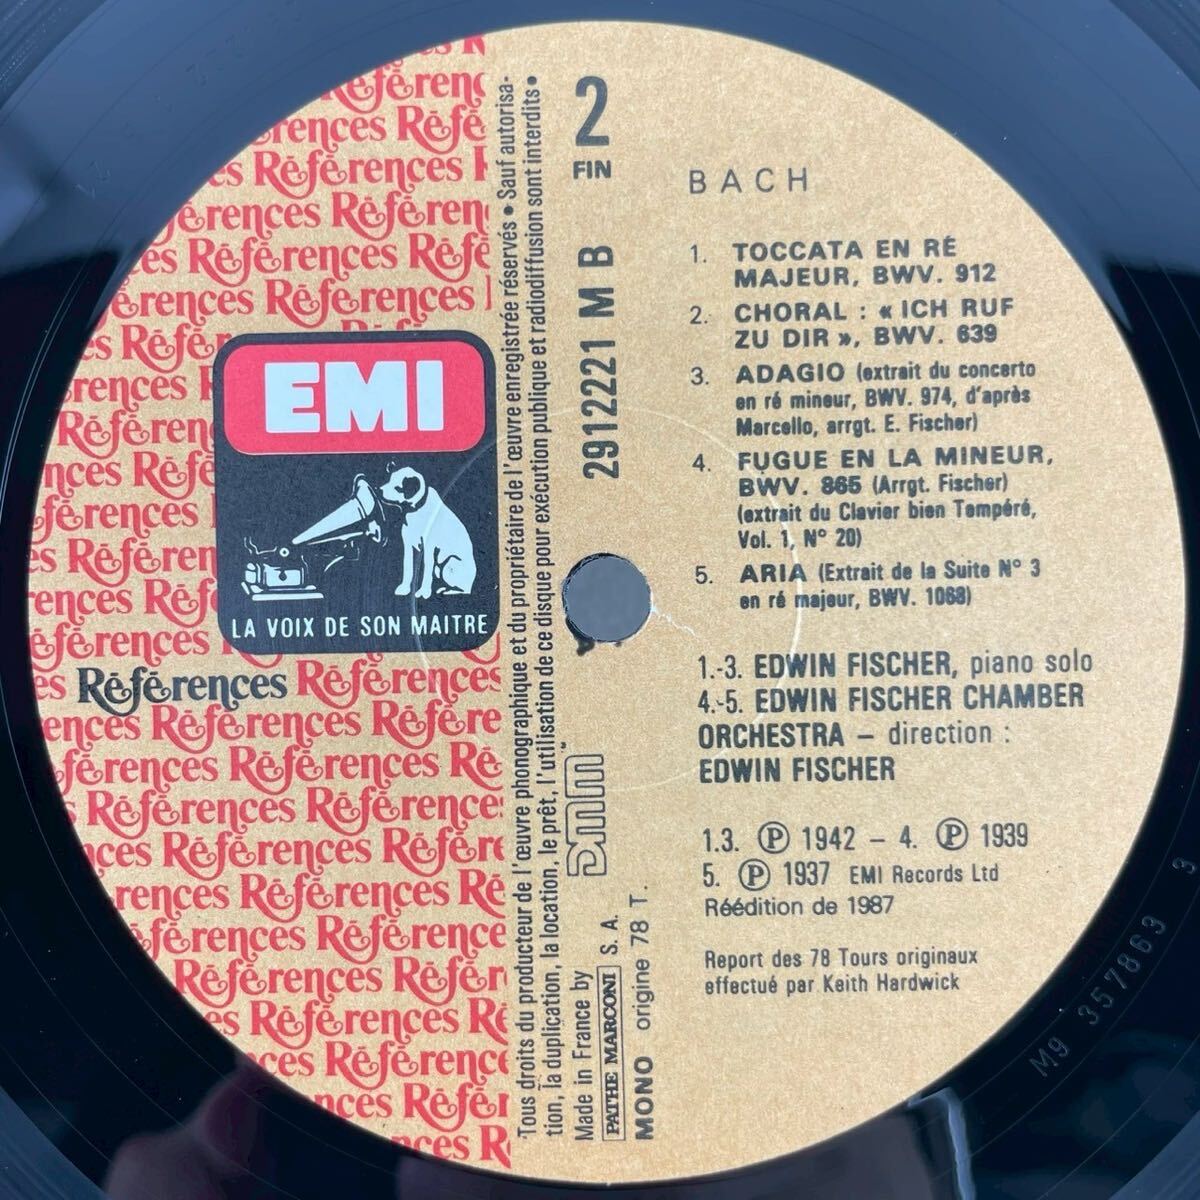 EMI
LA VOIX DE SON MAITRE
Références
Tous droits du producteur de l'œuvre phonographique et du propriétaire de l'œuvre enregistrée réservés • Sauf autorisa-
tion, la duplication, la location, le prêt, l'utilisation de ce disque pour exécution publique et radiodiffusion sont interdits •
Made in France by
PATHE MARCONI S. A.
DMM™
MONO origine 78 T.
2912221 M B
2
FIN
BACH
1. TOCCATA EN RÉ
MAJEUR, BWV. 912
2. CHORAL : « ICH RUF
ZU DIR », BWV. 639
3. ADAGIO (extrait du concerto
en ré mineur, BWV. 974, d'après
Marcello, arrgt. E. Fischer)
4. FUGUE EN LA MINEUR,
BWV. 865 (Arrgt. Fischer)
(extrait du Clavier bien Tempéré,
Vol. 1, N° 20)
5. ARIA (Extrait de la Suite N° 3
en ré majeur, BWV. 1068)
1.-3. EDWIN FISCHER, piano solo
4.-5. EDWIN FISCHER CHAMBER
ORCHESTRA – direction :
EDWIN FISCHER
1.3. Ⓟ 1942 – 4. Ⓟ 1939
5. Ⓟ 1937 EMI Records Ltd
Réédition de 1987
Report des 78 Tours originaux
effectué par Keith Hardwick
M9 357863 3